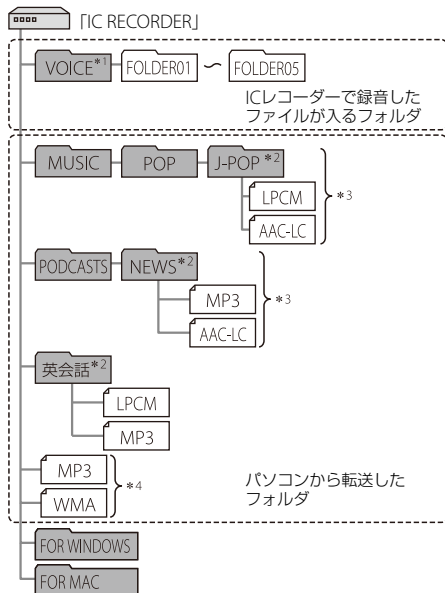 「IC RECORDER」
VOICE*1 FOLDER01 ～ FOLDER05
ICレコーダーで録音した
ファイルが入るフォルダ
MUSIC POP J-POP*2
LPCM
*3
AAC-LC
PODCASTS NEWS*2
MP3
*3
AAC-LC
英会話*2
LPCM
MP3
MP3
*4
WMA
パソコンから転送した
フォルダ
FOR WINDOWS
FOR MAC